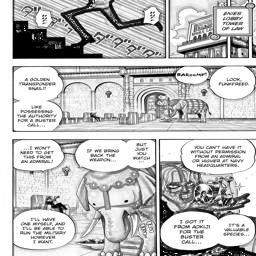 ENIES
LOBBY
TOWER
OF LAW
A GOLDEN
TRANSPONDER
SNAIL?
LIKE
POSSESSING
THE AUTHORITY
FOR A BUSTER
CALL...
BAROOMP!
LOOK,
FUNKFREED.
...I WON'T
NEED TO GET
THIS FROM
AN ADMIRAL!
IF WE BRING
BACK THE
WEAPON...
JUST
YOU
WATCH
YOU CAN'T HAVE IT
WITHOUT PERMISSION
FROM AN ADMIRAL
OR HIGHER AT NAVY
HEADQUARTERS.
I'LL HAVE
ONE MYSELF, AND
I'LL BE ABLE TO
RUN THE MILITARY
HOWEVER
I WANT.
I GOT IT
FROM AOKIJI
FOR THE
BUSTER
CALL...
IT'S A
VALUABLE
SPECIES...